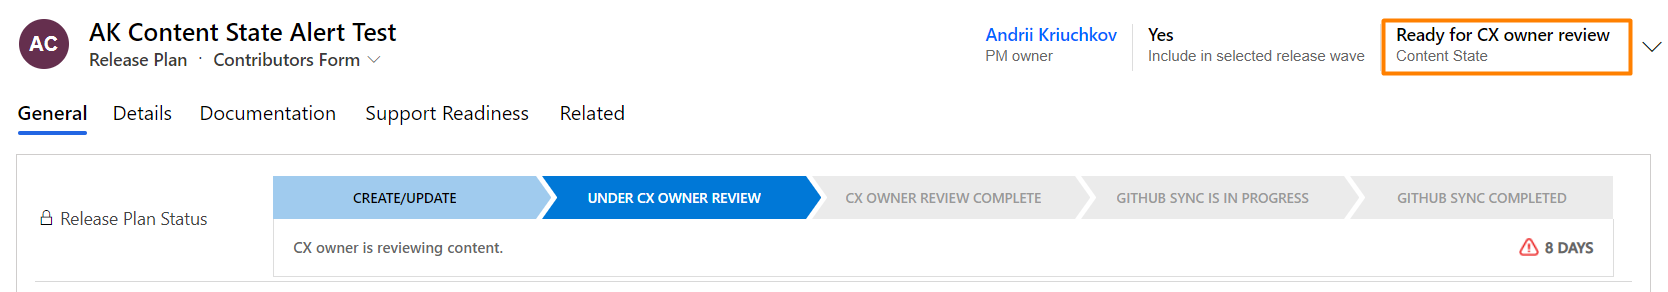 AC
AK Content State Alert Test
Release Plan · Contributors Form
Andrii Kriuchkov
PM owner
Yes
Include in selected release wave
Ready for CX owner review
Content State
General Details Documentation Support Readiness Related
Release Plan Status
CREATE/UPDATE UNDER CX OWNER REVIEW CX OWNER REVIEW COMPLETE GITHUB SYNC IS IN PROGRESS GITHUB SYNC COMPLETED
CX owner is reviewing content. 8 DAYS